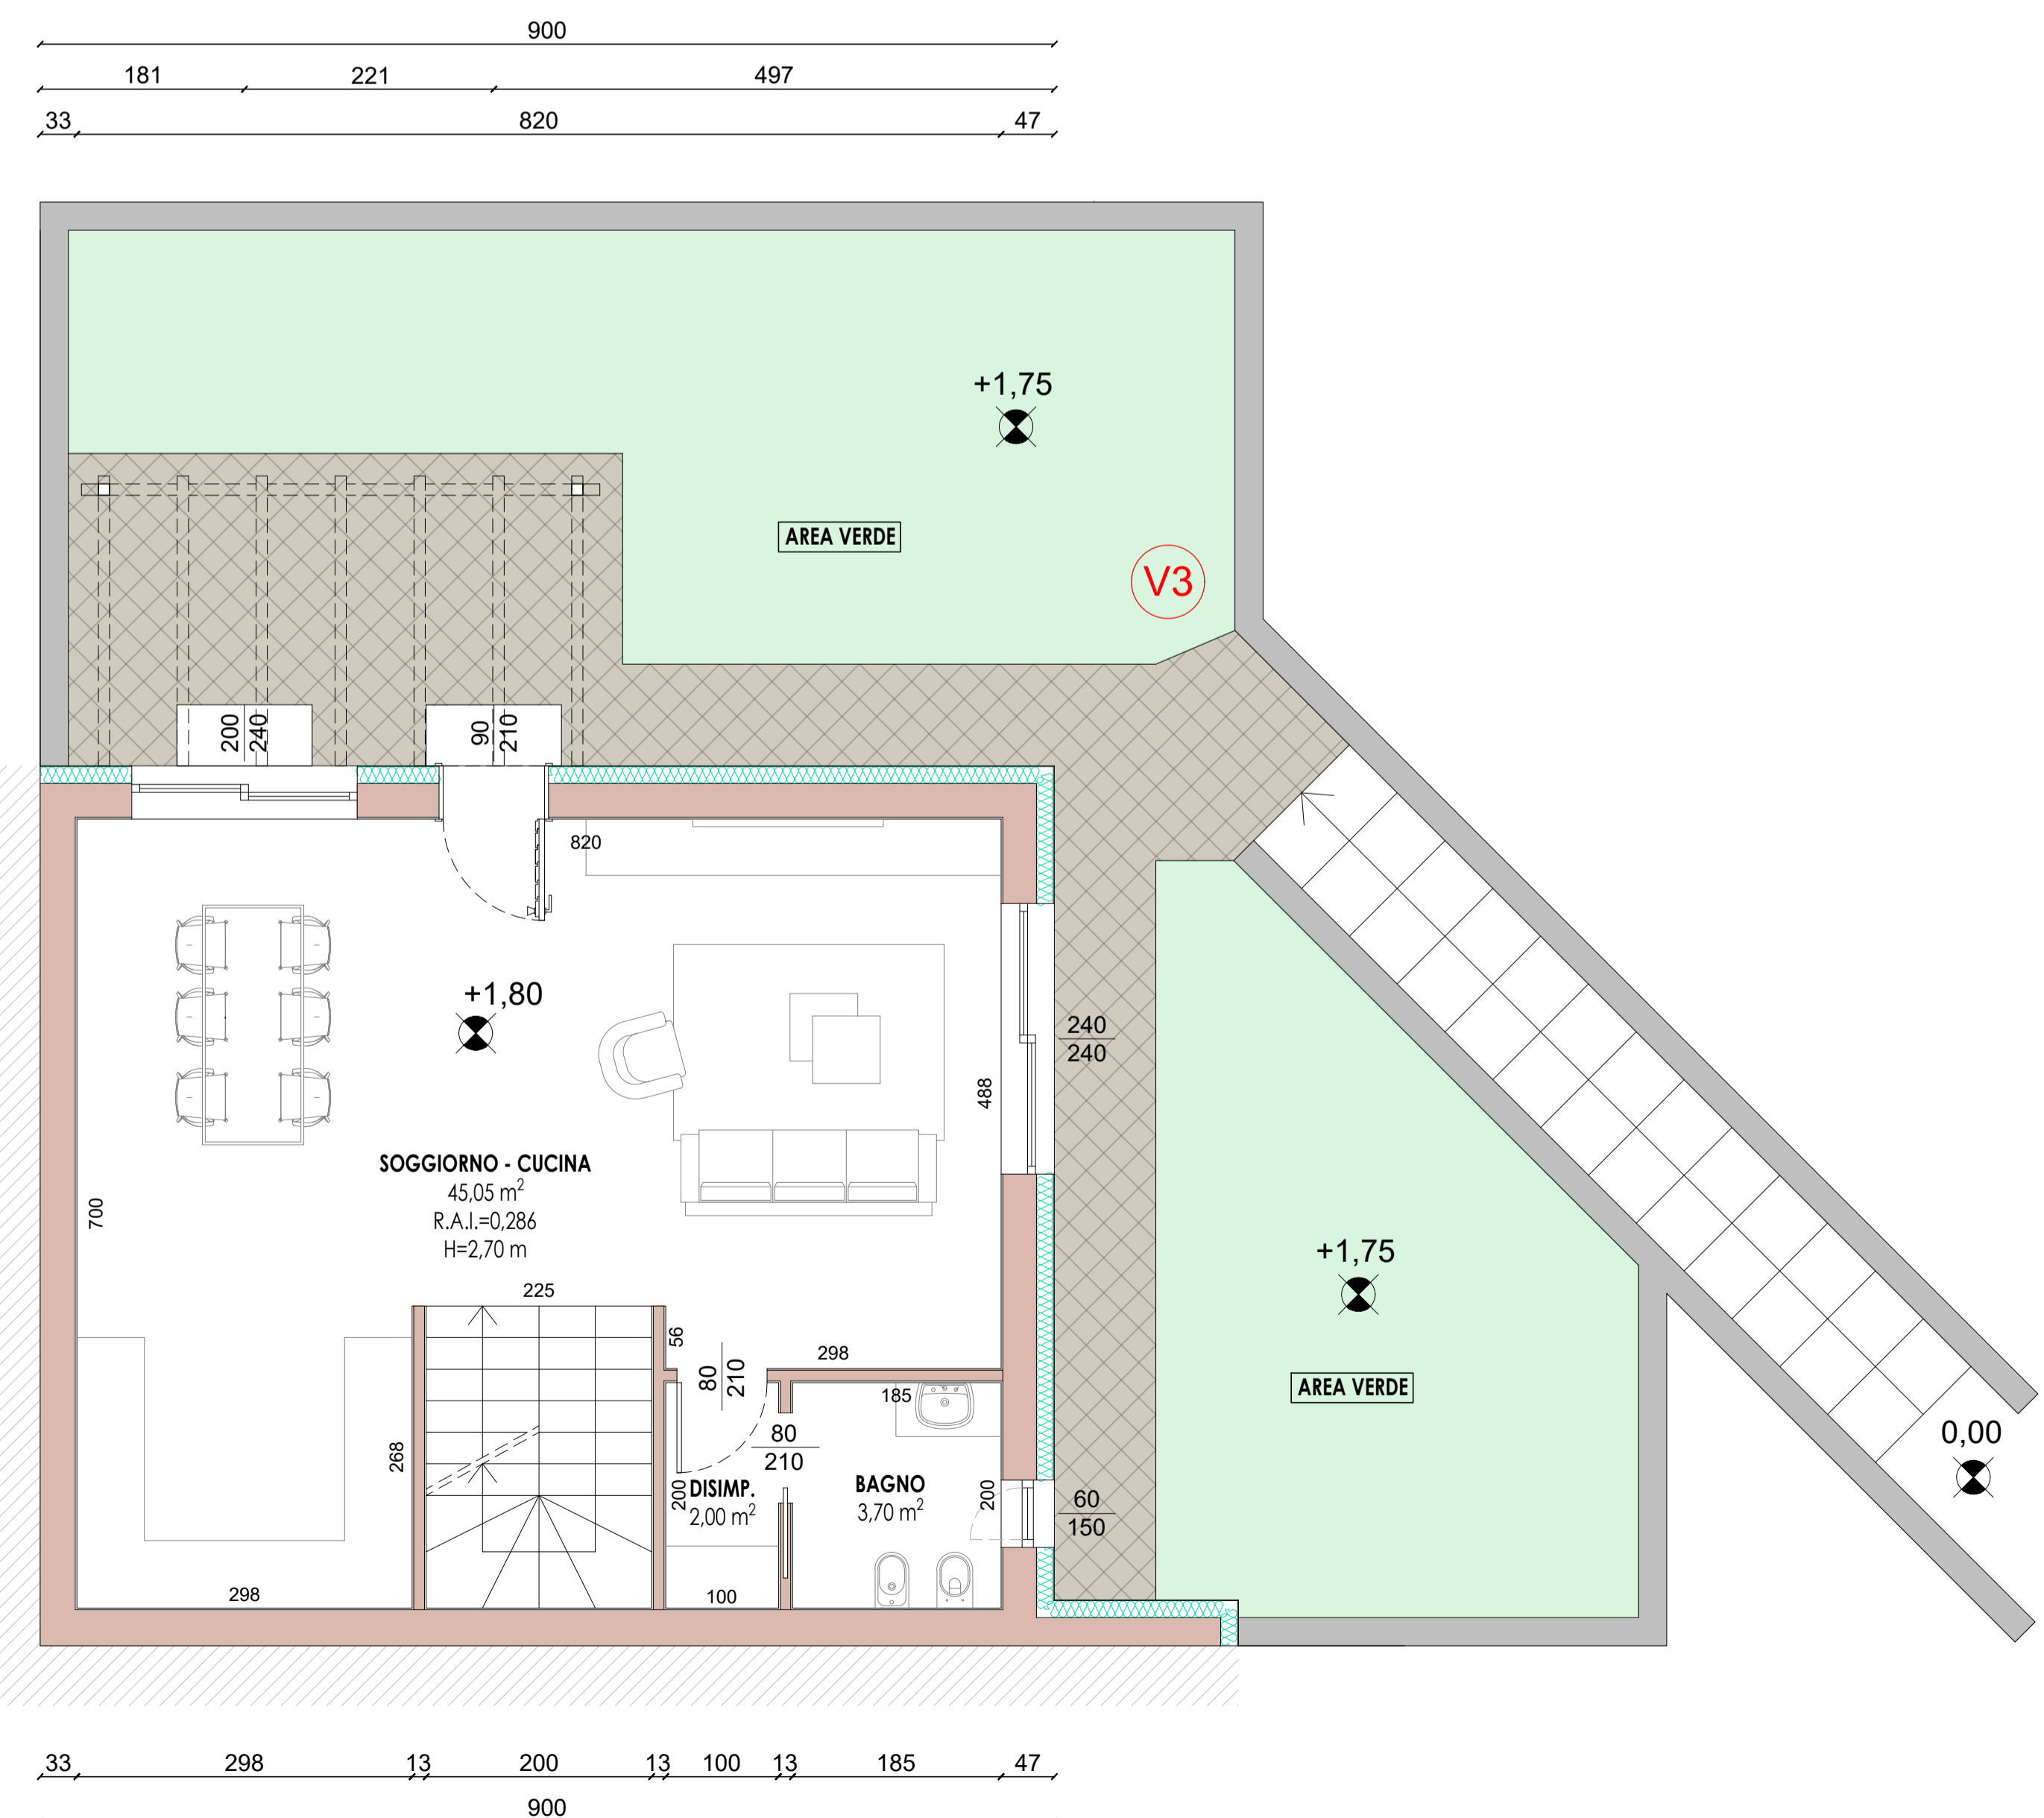 900
181 221 497
33 820 47
+1,75
AREA VERDE
V3
200
240
90
210
820
+1,80
240
240
488
SOGGIORNO - CUCINA
45,05 m²
R.A.I.=0,286
H=2,70 m
700
+1,75
225
56
80
210
298
AREA VERDE
185
0,00
80
210
268
200
DISIMP.
2,00 m²
BAGNO
3,70 m²
200
60
150
298
100
33 298 13 200 13 100 13 185 47
900